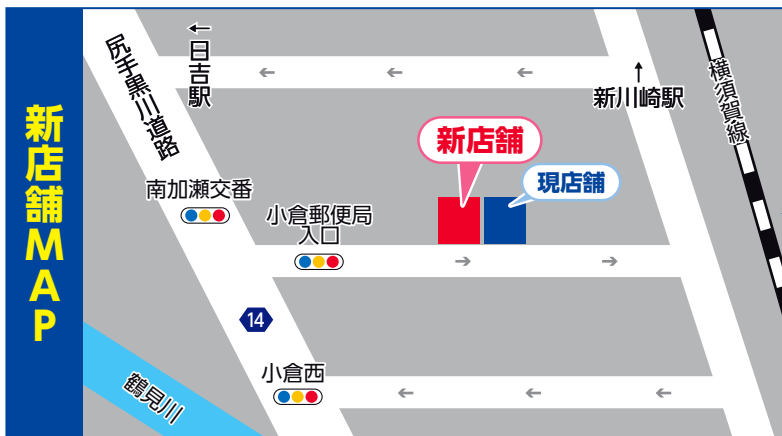 新店舗MAP
尻手黒川道路
←
日吉駅
↑
新川崎駅
横須賀線
新店舗
現店舗
南加瀬交番
小倉郵便局
入口
14
小倉西
鶴見川